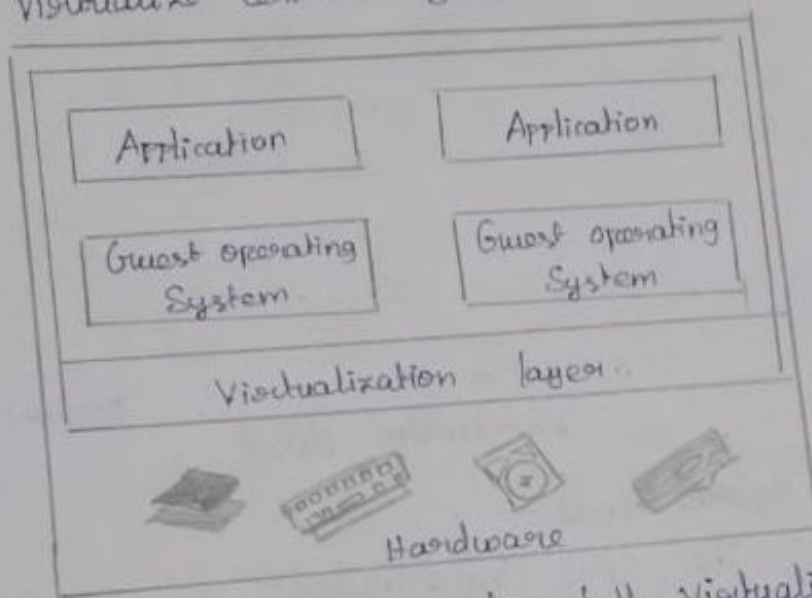 Application
Application
Guest operating
System
Guest operating
System
Virtualization layer
Hardware